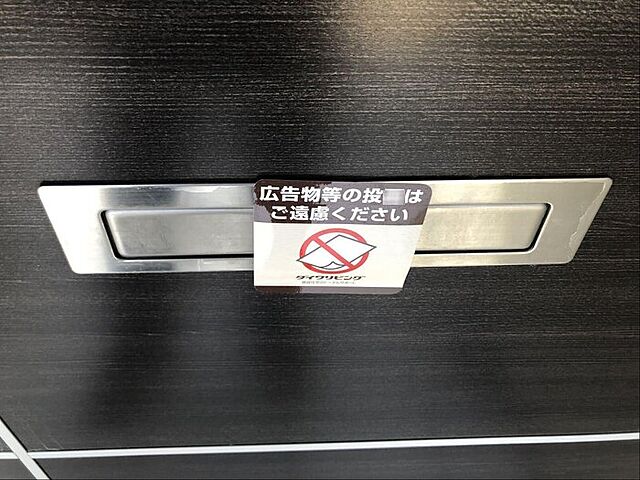 広告物等の投 は
ご遠慮ください
ダイワリビング